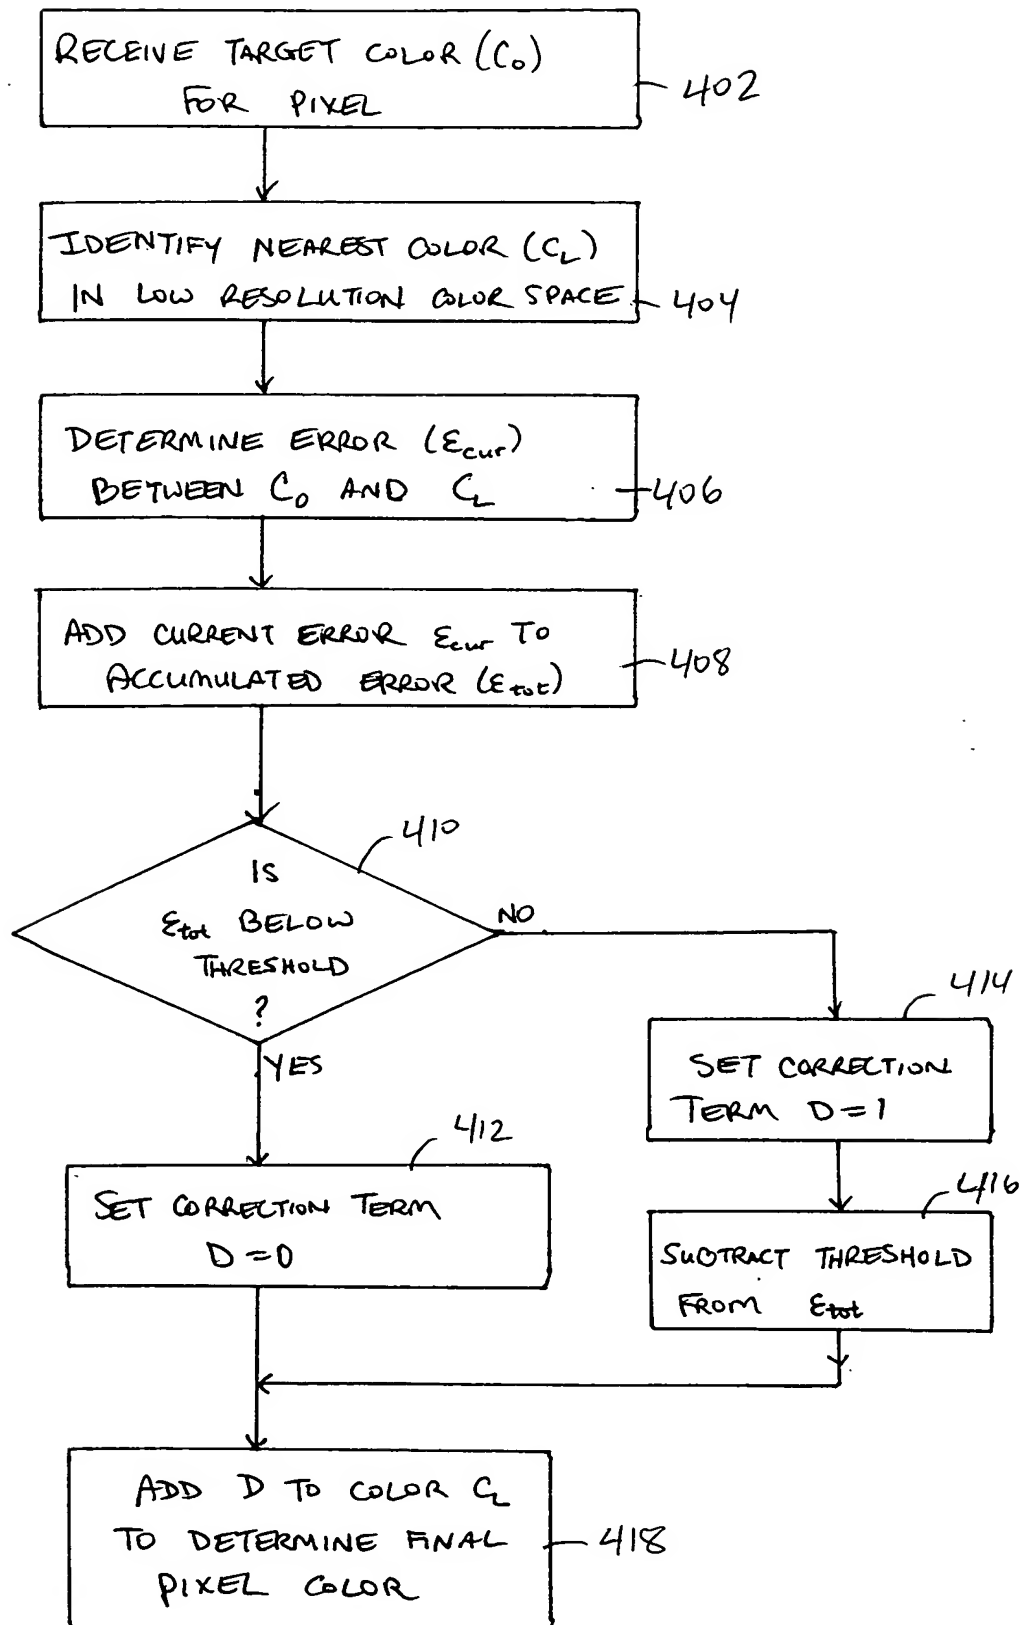 RECEIVE TARGET COLOR (C₀)
FOR PIXEL
402
IDENTIFY NEAREST COLOR (C_L)
IN LOW RESOLUTION COLOR SPACE
404
DETERMINE ERROR (ε_cur)
BETWEEN C₀ AND C_L
406
ADD CURRENT ERROR ε_cur TO
ACCUMULATED ERROR (ε_tot)
408
410
IS
ε_tot BELOW
THRESHOLD
?
NO
YES
414
SET CORRECTION
TERM D=1
412
SET CORRECTION TERM
D=0
416
SUBTRACT THRESHOLD
FROM ε_tot
ADD D TO COLOR C_L
TO DETERMINE FINAL
PIXEL COLOR
418